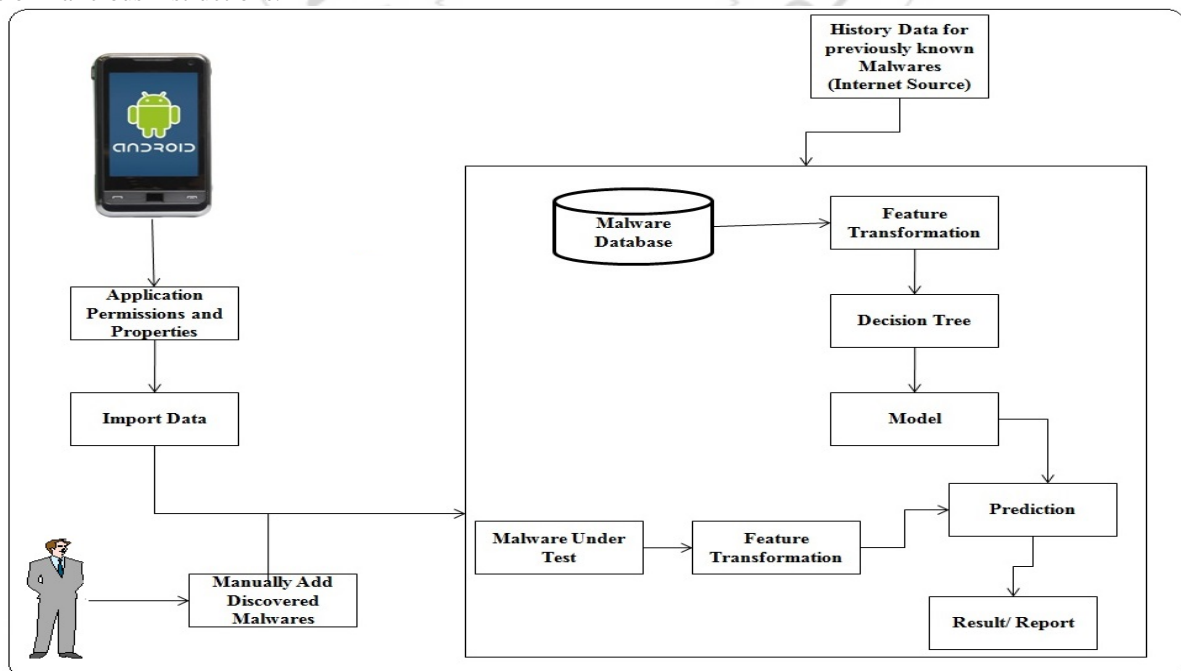 History Data for
previously known
Malwares
(Internet Source)
ANDROID
Malware
Database
Feature
Transformation
Application
Permissions and
Properties
Decision Tree
Import Data
Model
Prediction
Malware Under
Test
Feature
Transformation
Manually Add
Discovered
Malwares
Result/ Report